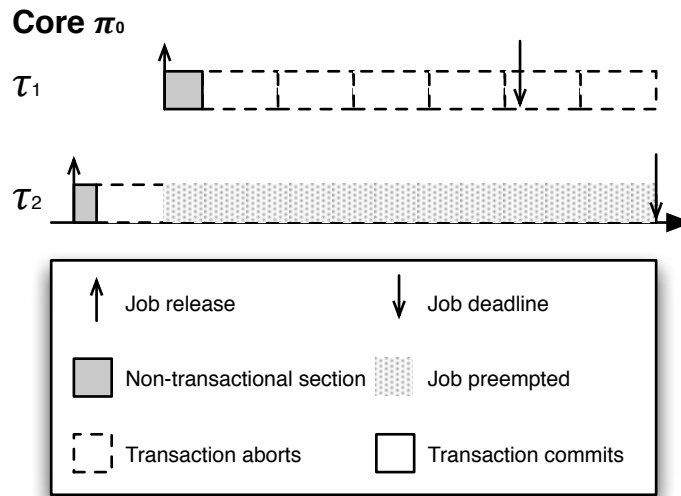 Core π₀
τ₁
τ₂
Job release
Job deadline
Non-transactional section
Job preempted
Transaction aborts
Transaction commits